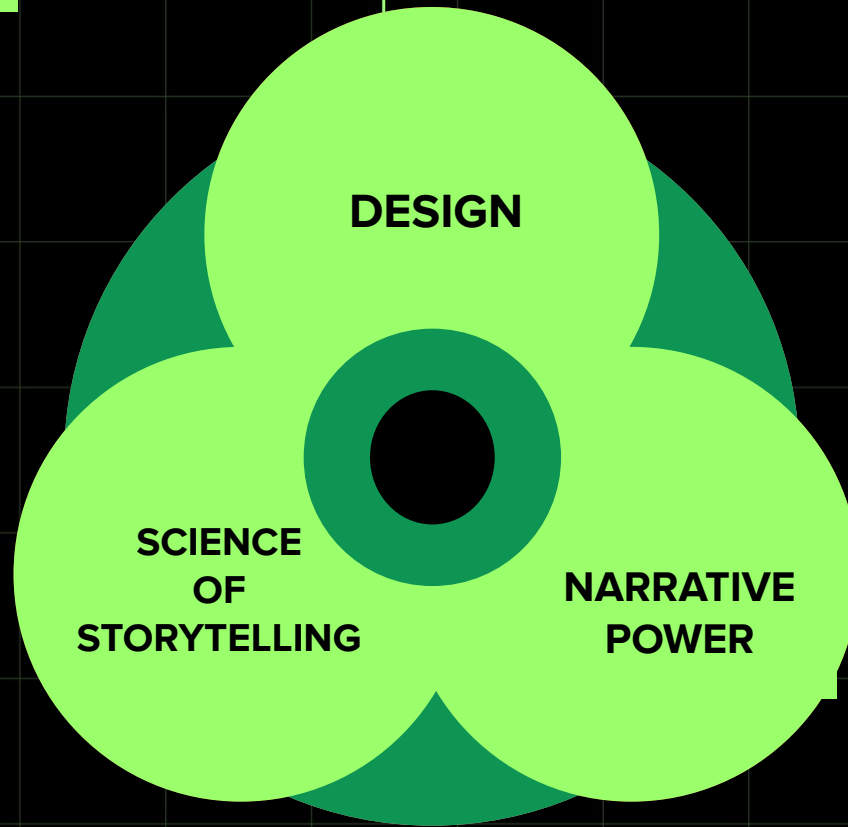 DESIGN
SCIENCE
OF
STORYTELLING
NARRATIVE
POWER